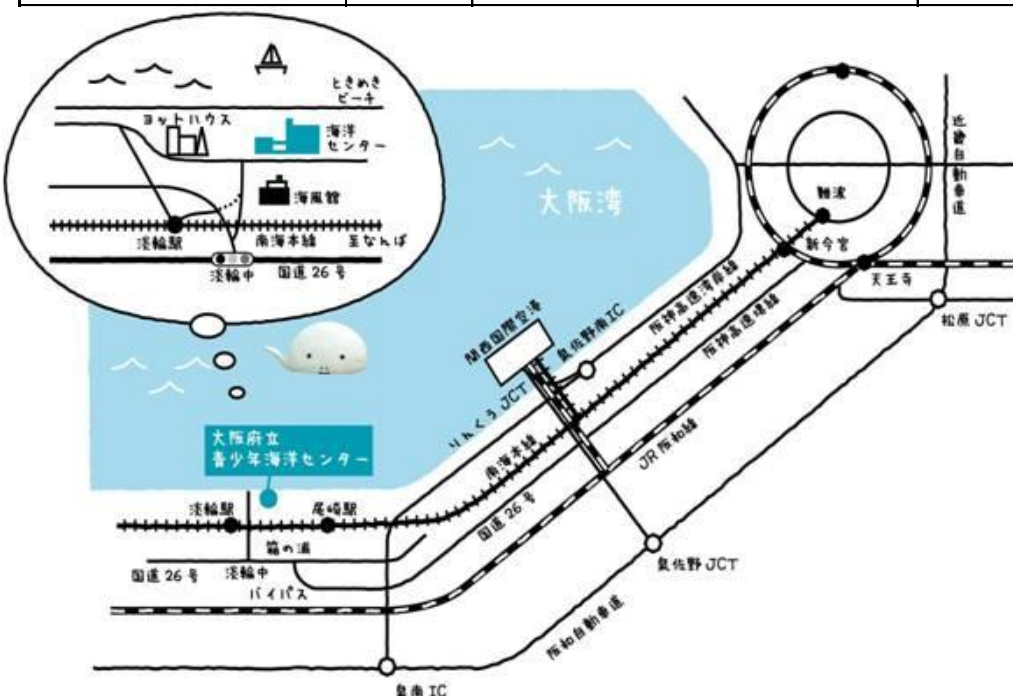 ときめき
ビーチ
ヨットハウス
海洋
センター
海風館
淡輪駅
南海本線
至なんば
淡輪中
国道26号
大阪湾
近畿自動車道
難波
新今宮
天王寺
松原JCT
阪神高速湾岸線
阪神高速堺線
関西国際空港
泉佐野南IC
りんくうJCT
南海本線
JR阪和線
国道26号
大阪府立
青少年海洋センター
淡輪駅
尾崎駅
箱の浦
国道26号
淡輪中
バイパス
泉佐野JCT
阪和自動車道
泉南IC